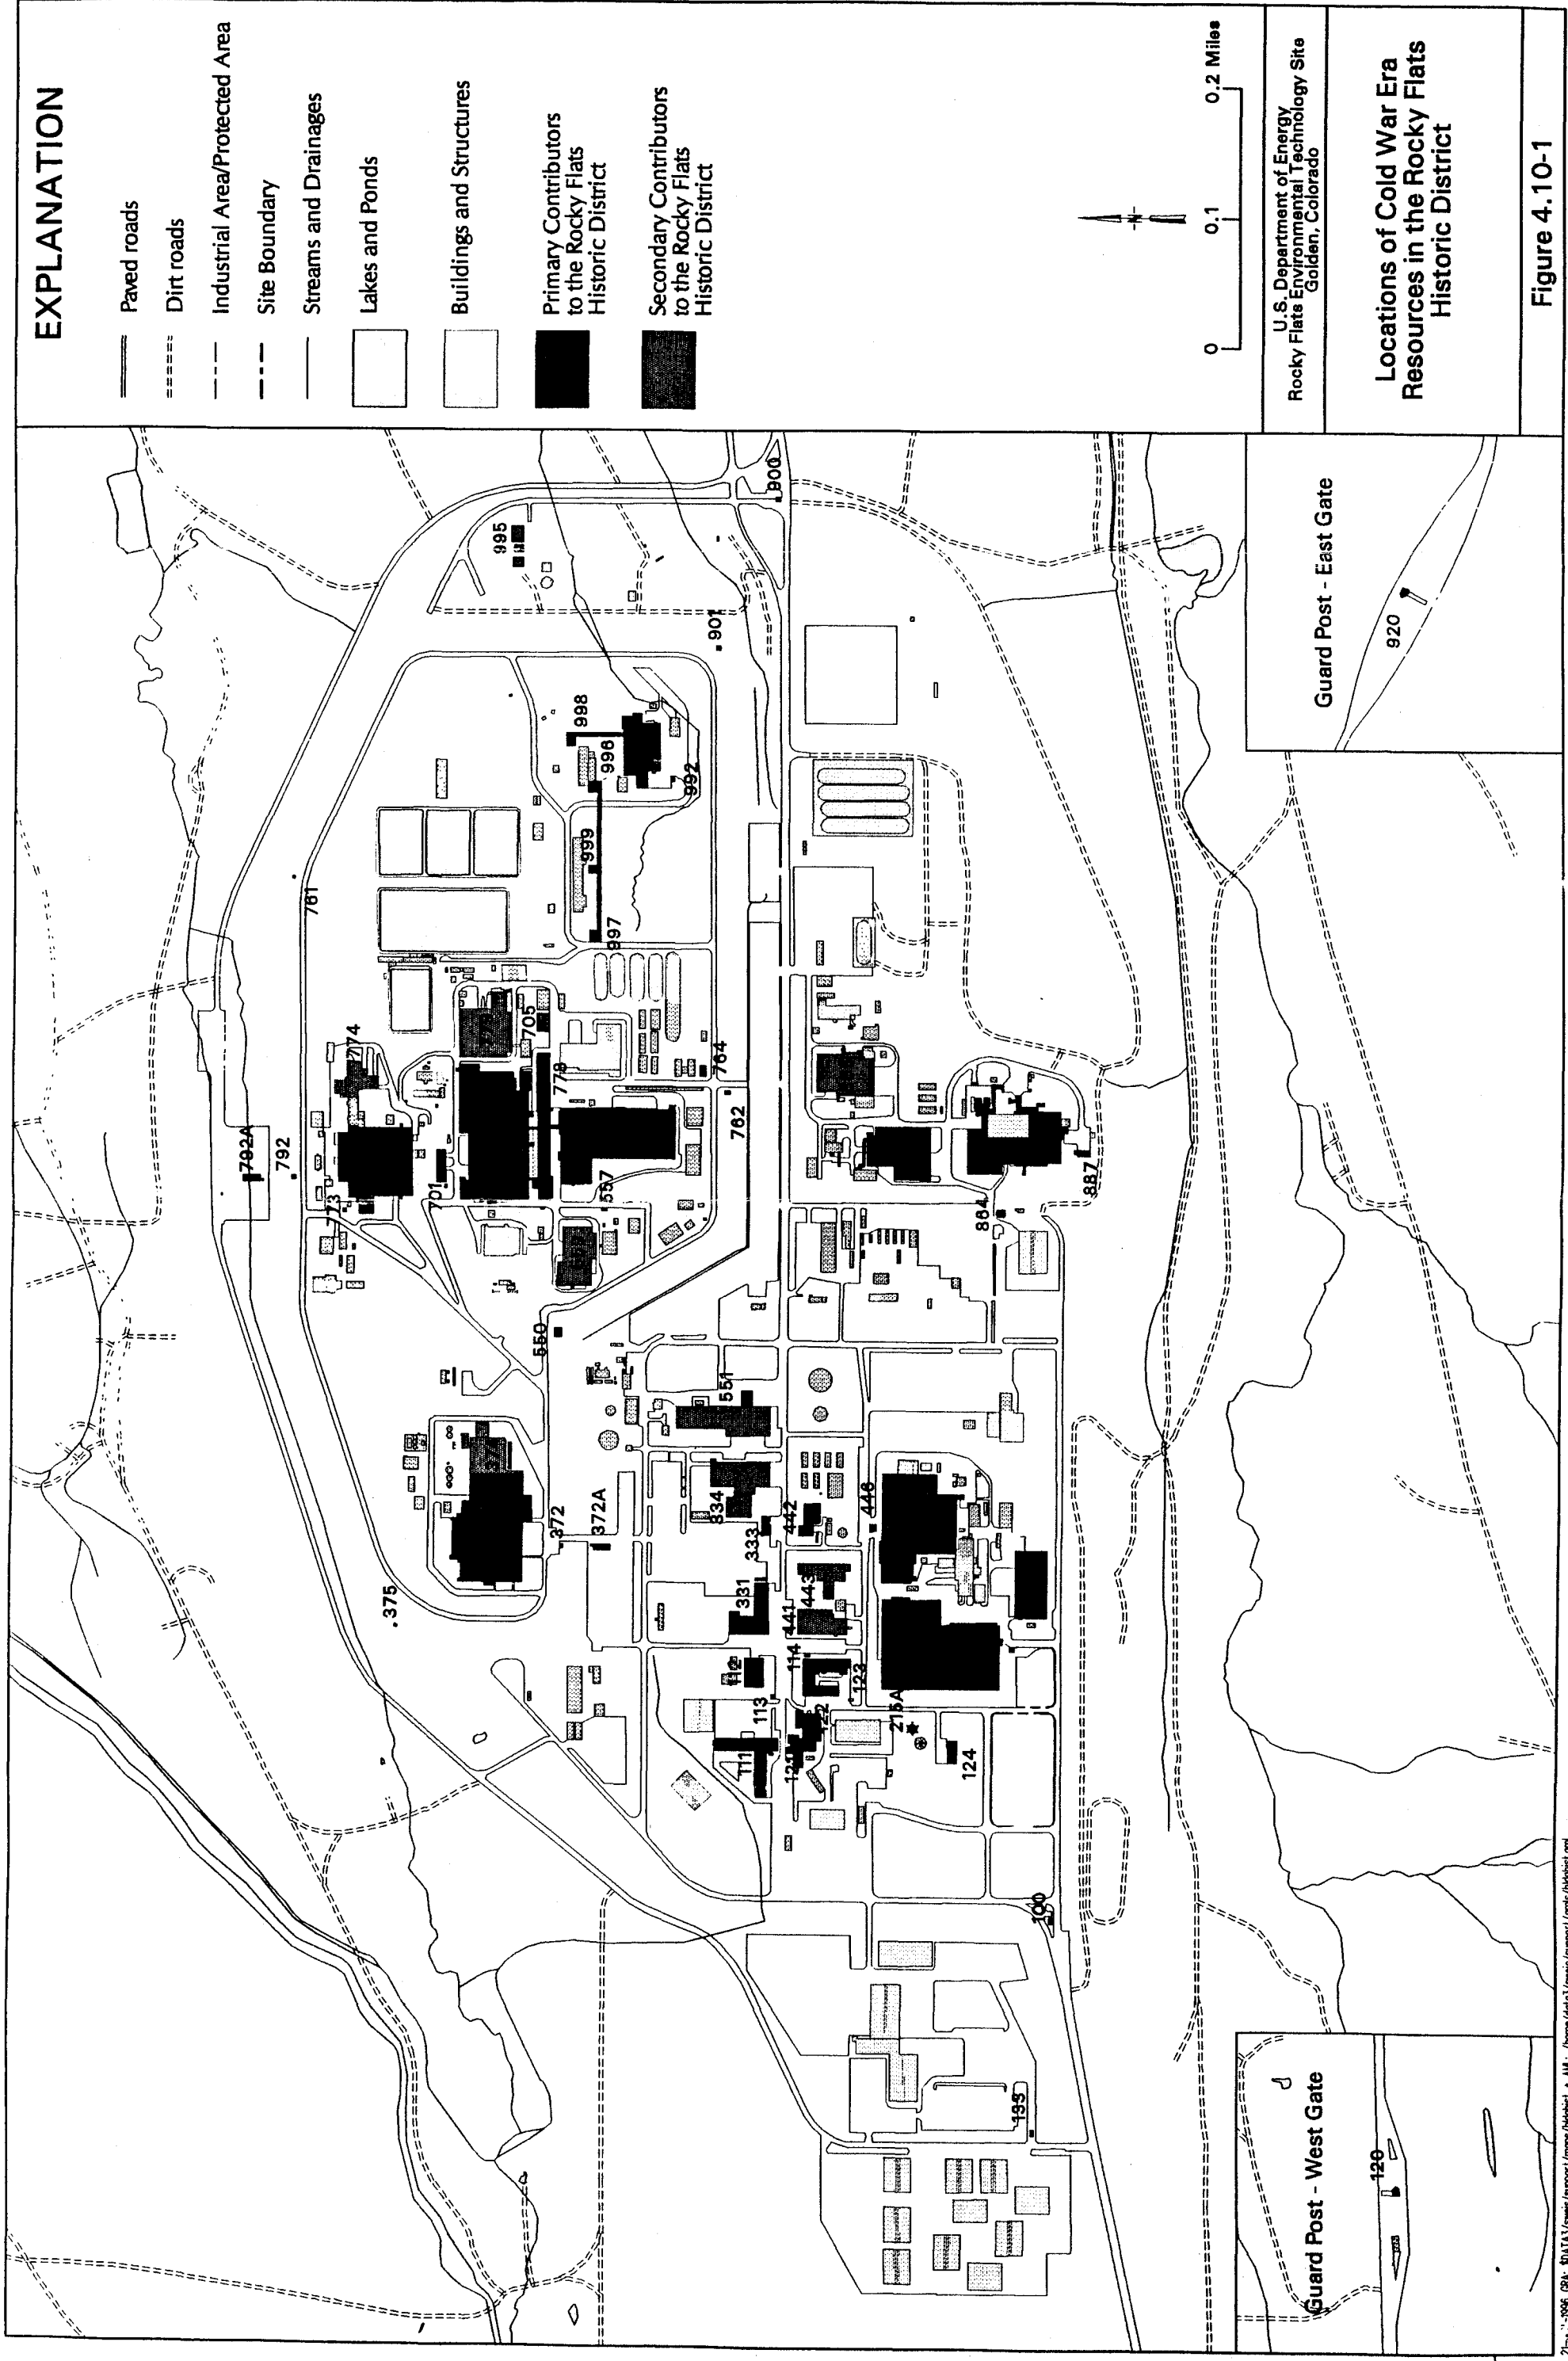 EXPLANATION
Paved roads
Dirt roads
Industrial Area/Protected Area
Site Boundary
Streams and Drainages
Lakes and Ponds
Buildings and Structures
Primary Contributors
to the Rocky Flats
Historic District
Secondary Contributors
to the Rocky Flats
Historic District
0
0.1
0.2 Miles
N
U.S. Department of Energy
Rocky Flats Environmental Technology Site
Golden, Colorado
Locations of Cold War Era
Resources in the Rocky Flats
Historic District
Figure 4.10-1
Guard Post - East Gate
920
Guard Post - West Gate
120
792A
792
761
774
773
701
705
778
557
764
762
550
995
998
996
992
999
997
901
900
375
372
372A
551
334
333
331
442
446
443
441
114
113
123
111
215A
124
100
133
864
887